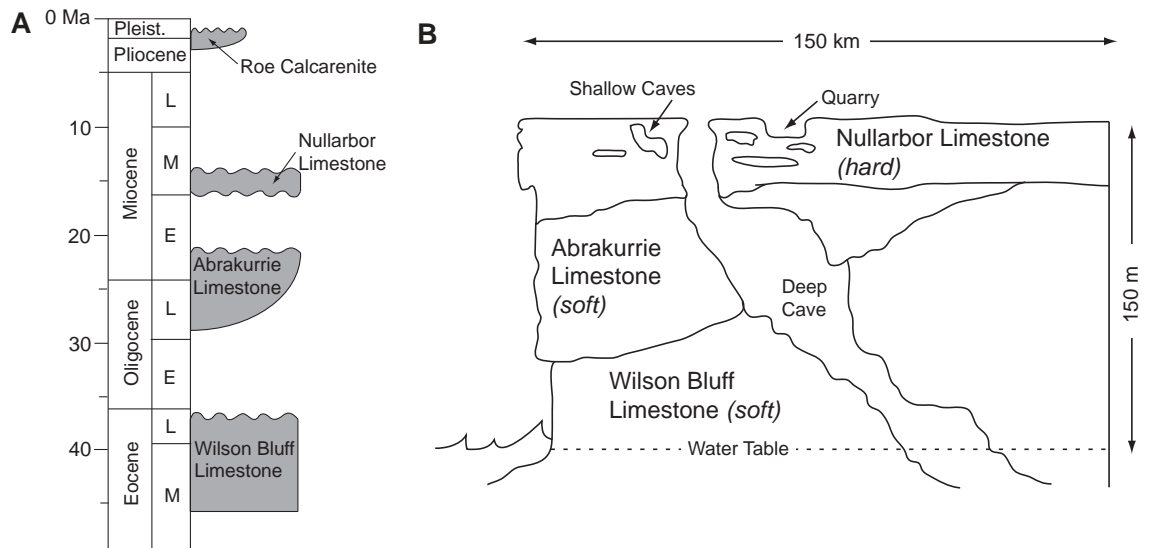 A
0 Ma
Pleist.
Pliocene
Roe Calcarenite
L
10
Nullarbor
Limestone
M
Miocene
20
E
Abrakurrie
Limestone
L
Oligocene
30
E
L
Wilson Bluff
Limestone
40
Eocene
M
B
150 km
Shallow Caves
Quarry
Nullarbor Limestone
(hard)
Abrakurrie
Limestone
(soft)
Deep
Cave
150 m
Wilson Bluff
Limestone (soft)
Water Table